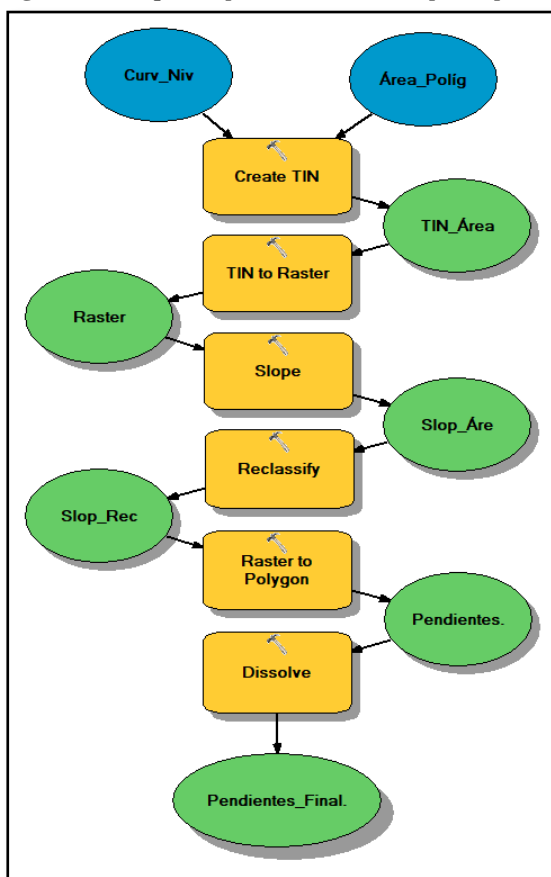 Curv_Niv
Área_Políg
Create TIN
TIN_Área
TIN to Raster
Raster
Slope
Slop_Áre
Reclassify
Slop_Rec
Raster to
Polygon
Pendientes.
Dissolve
Pendientes_Final.